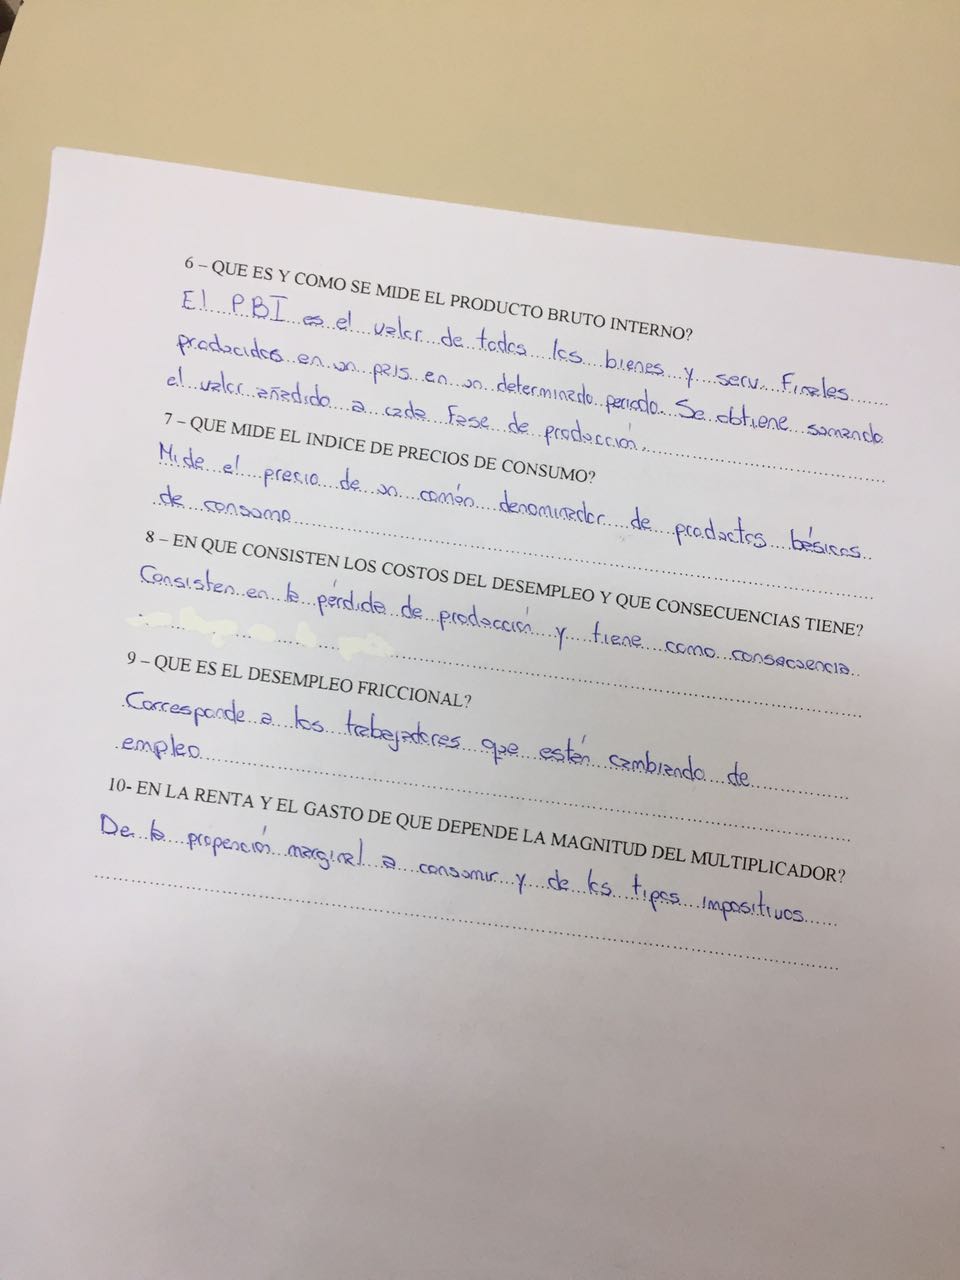 6 – QUE ES Y COMO SE MIDE EL PRODUCTO BRUTO INTERNO?
El PBI es el valor de todos los bienes y serv. Finales
producidos en un país en un determinado período. Se obtiene sumando
el valor añadido a cada Fase de producción.
7 – QUE MIDE EL INDICE DE PRECIOS DE CONSUMO?
Mide el precio de un común denominador de productos básicos
de consumo
8 – EN QUE CONSISTEN LOS COSTOS DEL DESEMPLEO Y QUE CONSECUENCIAS TIENE?
Consisten en la pérdida de producción y tiene como consecuencia
9 – QUE ES EL DESEMPLEO FRICCIONAL?
Corresponde a los trabajadores que están cambiando de
empleo
10- EN LA RENTA Y EL GASTO DE QUE DEPENDE LA MAGNITUD DEL MULTIPLICADOR?
De la propención marginal a consumir y de los tipos impositivos